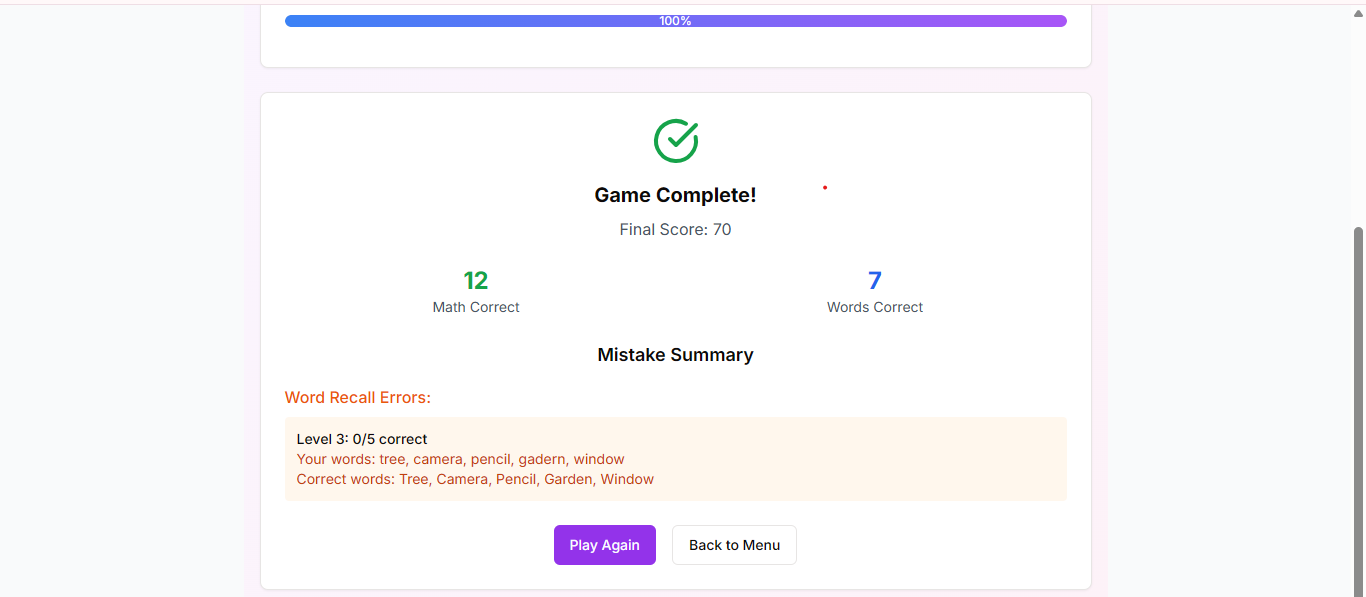 100%
Game Complete!
Final Score: 70
12
Math Correct
7
Words Correct
Mistake Summary
Word Recall Errors:
Level 3: 0/5 correct
Your words: tree, camera, pencil, gadern, window
Correct words: Tree, Camera, Pencil, Garden, Window
Play Again
Back to Menu